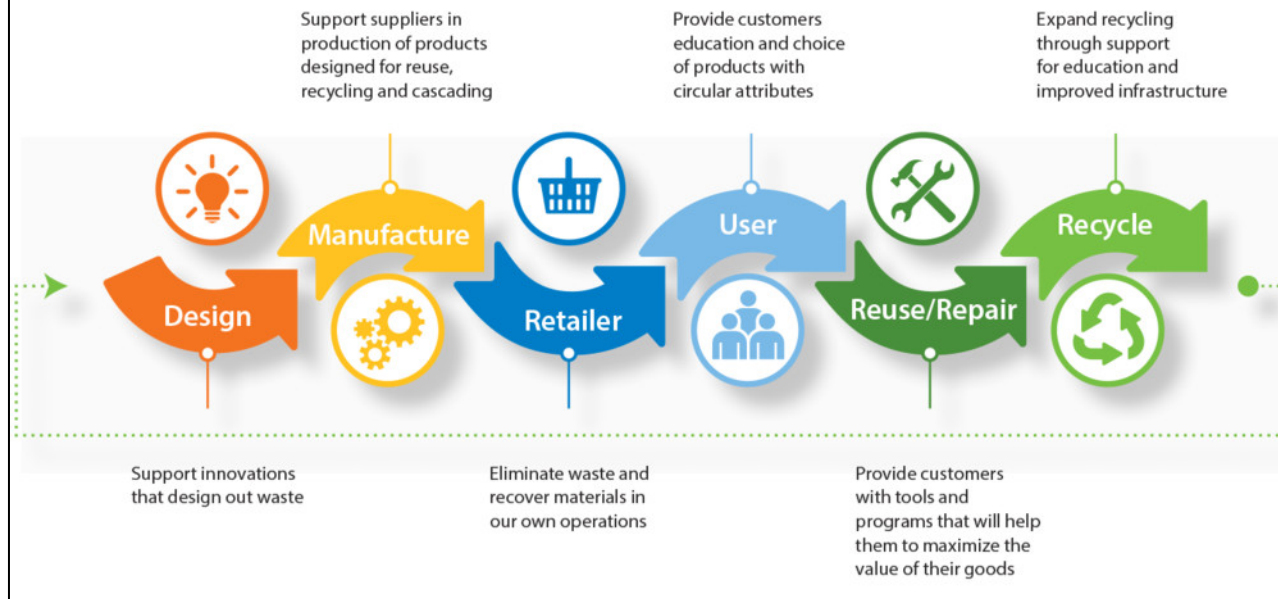 Support suppliers in
production of products
designed for reuse,
recycling and cascading
Provide customers
education and choice
of products with
circular attributes
Expand recycling
through support
for education and
improved infrastructure
Design
Manufacture
Retailer
User
Reuse/Repair
Recycle
Support innovations
that design out waste
Eliminate waste and
recover materials in
our own operations
Provide customers
with tools and
programs that will help
them to maximize the
value of their goods